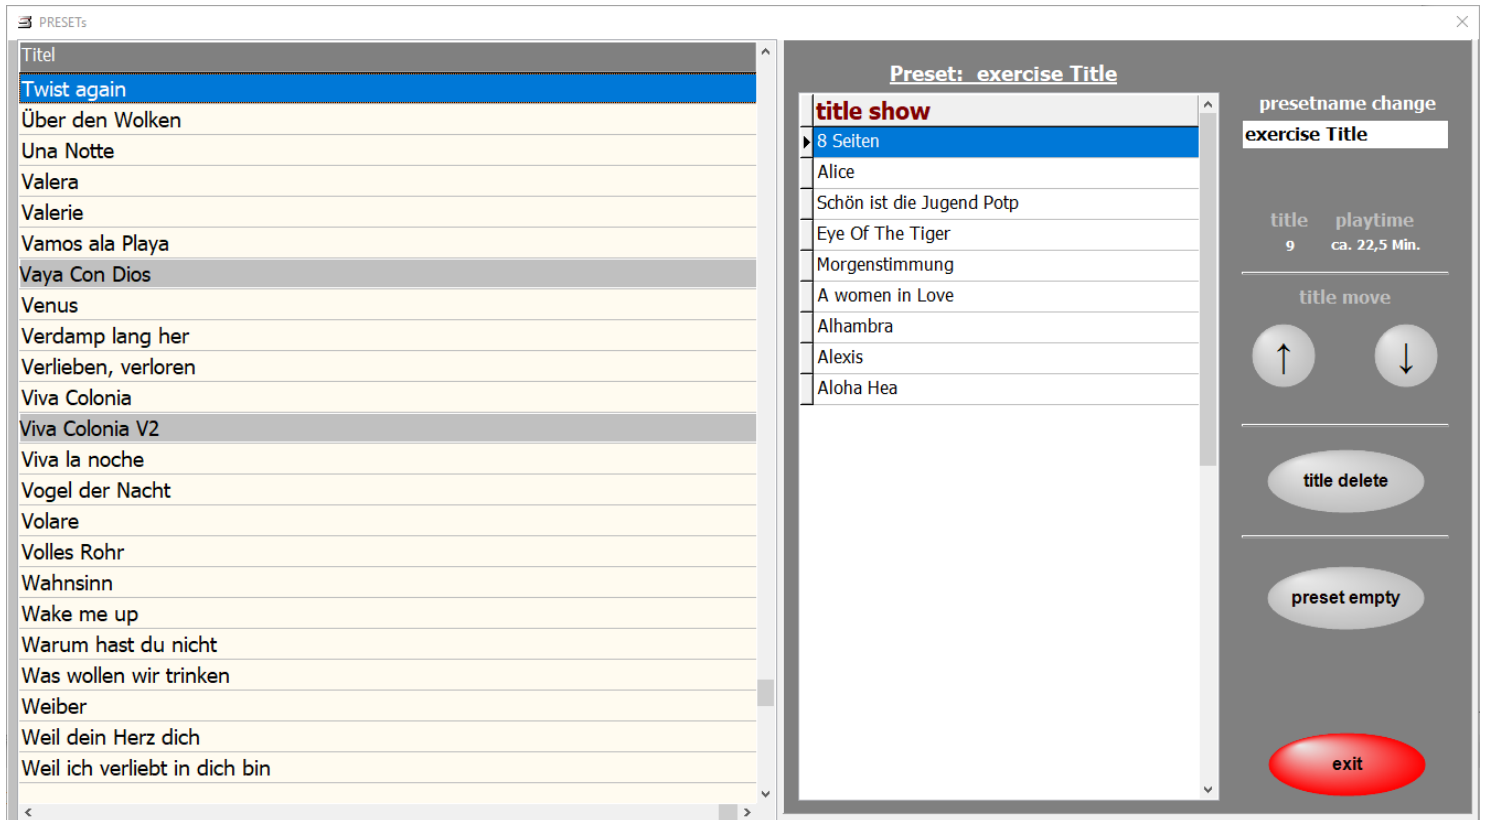 PRESETs
Titel
Twist again
Über den Wolken
Una Notte
Valera
Valerie
Vamos ala Playa
Vaya Con Dios
Venus
Verdamp lang her
Verlieben, verloren
Viva Colonia
Viva Colonia V2
Viva la noche
Vogel der Nacht
Volare
Volles Rohr
Wahnsinn
Wake me up
Warum hast du nicht
Was wollen wir trinken
Weiber
Weil dein Herz dich
Weil ich verliebt in dich bin
Preset:  exercise Title
title show
8 Seiten
Alice
Schön ist die Jugend Potp
Eye Of The Tiger
Morgenstimmung
A women in Love
Alhambra
Alexis
Aloha Hea
presetname change
exercise Title
title playtime
9 ca. 22,5 Min.
title move
↑ ↓
title delete
preset empty
exit